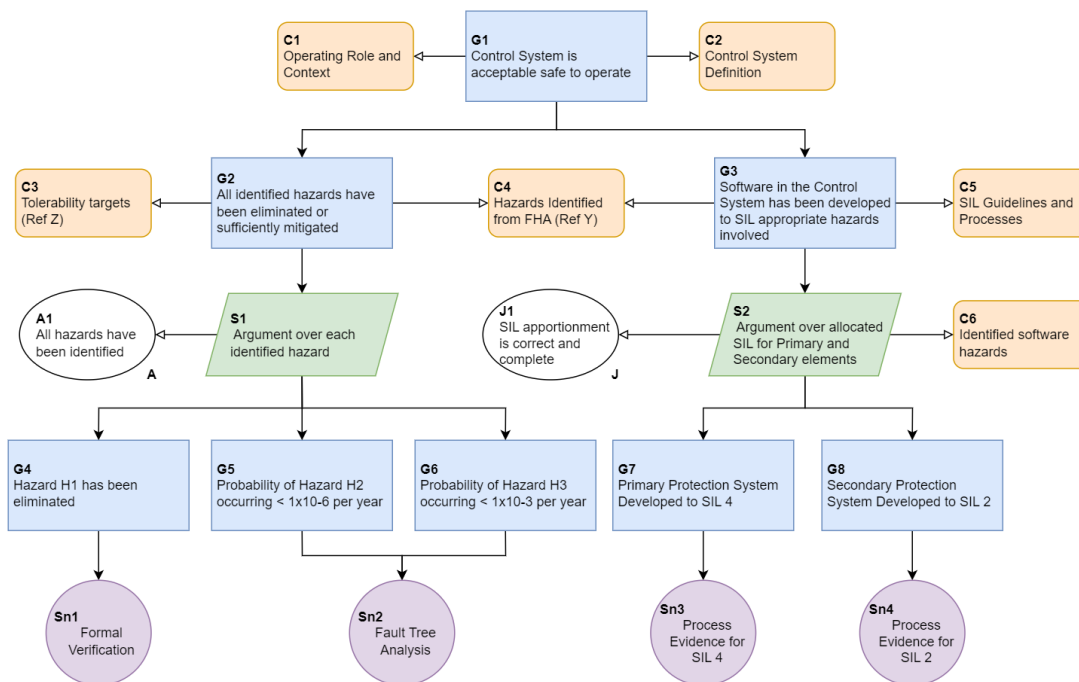 C1
Operating Role and
Context
G1
Control System is
acceptable safe to operate
C2
Control System
Definition
C3
Tolerability targets
(Ref Z)
G2
All identified hazards have
been eliminated or
sufficiently mitigated
C4
Hazards Identified
from FHA (Ref Y)
G3
Software in the Control
System has been developed
to SIL appropriate hazards
involved
C5
SIL Guidelines and
Processes
A1
All hazards have
been identified
A
S1
Argument over each
identified hazard
J1
SIL apportionment
is correct and
complete
J
S2
Argument over allocated
SIL for Primary and
Secondary elements
C6
Identified software
hazards
G4
Hazard H1 has been
eliminated
G5
Probability of Hazard H2
occurring < 1x10-6 per year
G6
Probability of Hazard H3
occurring < 1x10-3 per year
G7
Primary Protection System
Developed to SIL 4
G8
Secondary Protection
System Developed to SIL 2
Sn1
Formal
Verification
Sn2
Fault Tree
Analysis
Sn3
Process
Evidence for
SIL 4
Sn4
Process
Evidence for
SIL 2